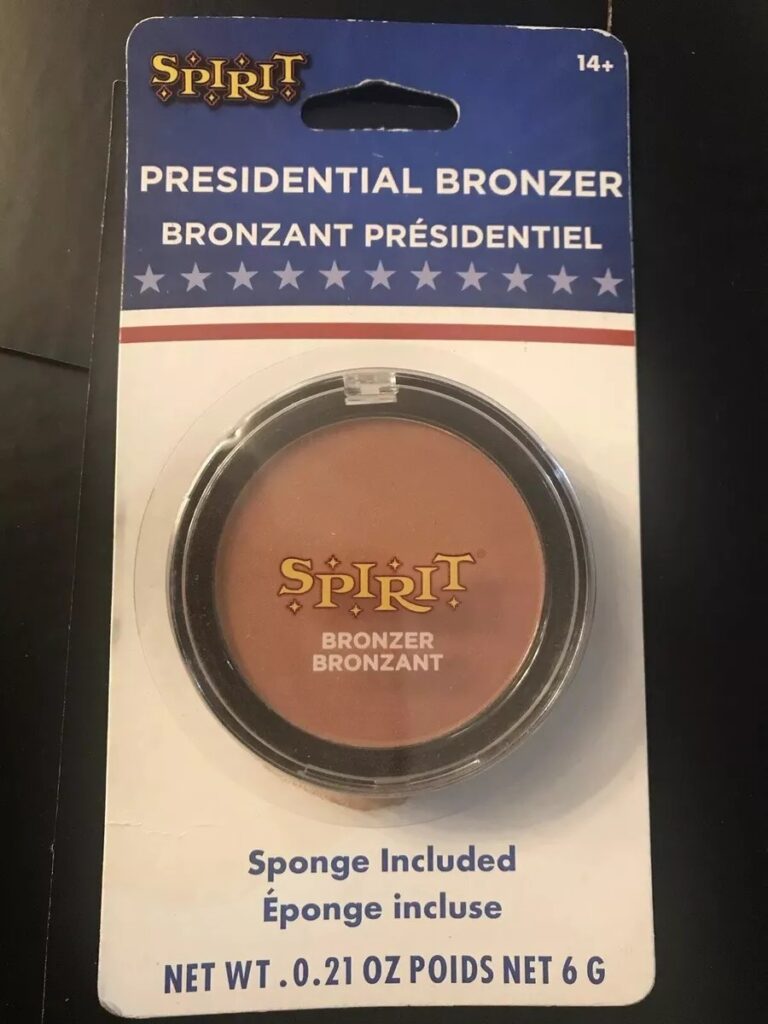 SPIRIT
14+
PRESIDENTIAL BRONZER
BRONZANT PRÉSIDENTIEL
SPIRIT®
BRONZER
BRONZANT
Sponge Included
Éponge incluse
NET WT.0.21 OZ POIDS NET 6 G